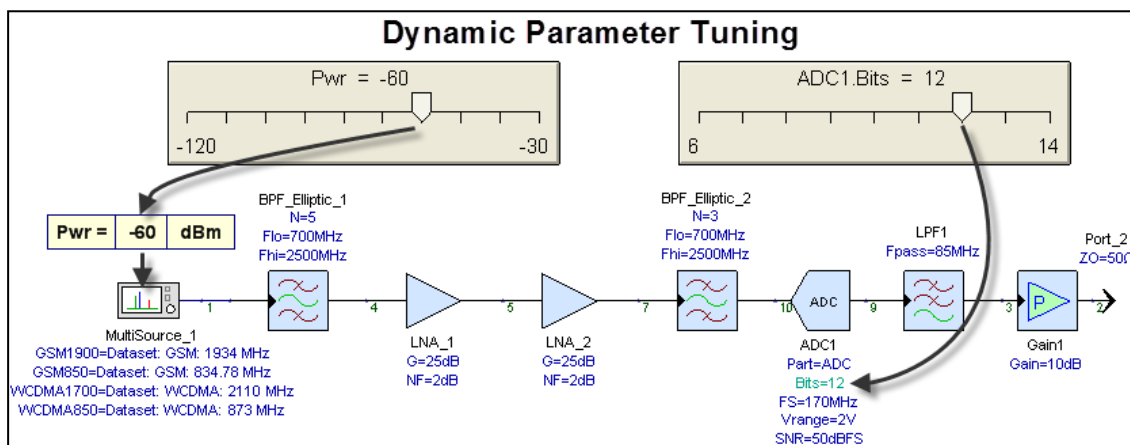 Dynamic Parameter Tuning
Pwr = -60
-120
-30
ADC1.Bits = 12
6
14
Pwr = -60 dBm
BPF_Elliptic_1
N=5
Flo=700MHz
Fhi=2500MHz
BPF_Elliptic_2
N=3
Flo=700MHz
Fhi=2500MHz
LPF1
Fpass=85MHz
Port_2
ZO=50Ω
1
4
5
7
10
ADC
9
3
P
2
MultiSource_1
GSM1900=Dataset: GSM: 1934 MHz
GSM850=Dataset: GSM: 834.78 MHz
WCDMA1700=Dataset: WCDMA: 2110 MHz
WCDMA850=Dataset: WCDMA: 873 MHz
LNA_1
G=25dB
NF=2dB
LNA_2
G=25dB
NF=2dB
ADC1
Part=ADC
Bits=12
FS=170MHz
Vrange=2V
SNR=50dBFS
Gain1
Gain=10dB